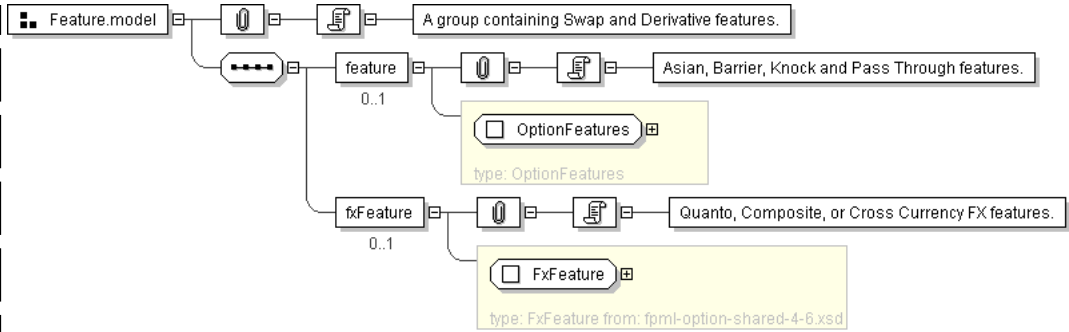 Feature.model
A group containing Swap and Derivative features.
feature
Asian, Barrier, Knock and Pass Through features.
0..1
OptionFeatures
type: OptionFeatures
fxFeature
Quanto, Composite, or Cross Currency FX features.
0..1
FxFeature
type: FxFeature from: fpml-option-shared-4-6.xsd